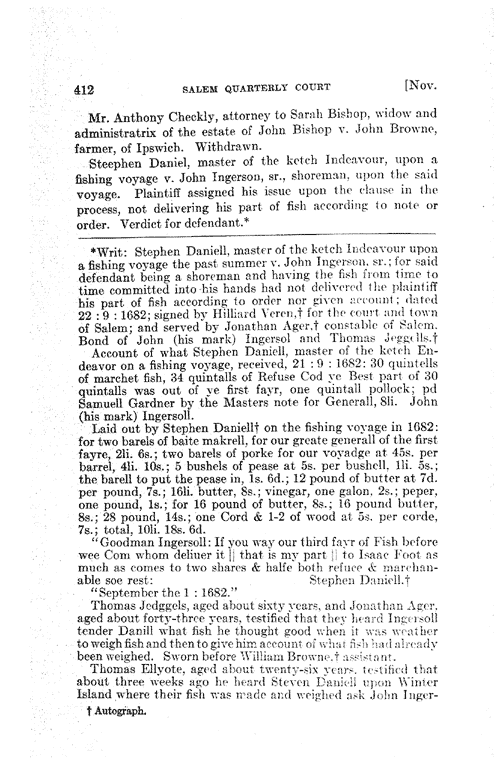 412 SALEM QUARTERLY COURT [Nov.
Mr. Anthony Checkly, attorney to Sarah Bishop, widow and
administratrix of the estate of John Bishop v. John Browne,
farmer, of Ipswich. Withdrawn.
Steephen Daniel, master of the ketch Indeavour, upon a
fishing voyage v. John Ingerson, sr., shoreman, upon the said
voyage. Plaintiff assigned his issue upon the clause in the
process, not delivering his part of fish according to note or
order. Verdict for defendant.*
*Writ: Stephen Daniell, master of the ketch Indeavour upon
a fishing voyage the past summer v. John Ingerson, sr.; for said
defendant being a shoreman and having the fish from time to
time committed into his hands had not delivered the plaintiff
his part of fish according to order nor given account; dated
22 : 9 : 1682; signed by Hilliard Veren,† for the court and town
of Salem; and served by Jonathan Ager,† constable of Salem.
Bond of John (his mark) Ingersol and Thomas Jeggells.†
Account of what Stephen Daniell, master of the ketch En-
deavor on a fishing voyage, received, 21 : 9 : 1682: 30 quintells
of marchet fish, 34 quintalls of Refuse Cod ye Best part of 30
quintalls was out of ye first fayr, one quintall pollock; pd
Samuell Gardner by the Masters note for Generall, 8li. John
(his mark) Ingersoll.
Laid out by Stephen Daniell† on the fishing voyage in 1682:
for two barels of baite makrell, for our greate generall of the first
fayre, 2li. 6s.; two barels of porke for our voyadge at 45s. per
barrel, 4li. 10s.; 5 bushels of pease at 5s. per bushell, 1li. 5s.;
the barell to put the pease in, 1s. 6d.; 12 pound of butter at 7d.
per pound, 7s.; 16li. butter, 8s.; vinegar, one galon, 2s.; peper,
one pound, 1s.; for 16 pound of butter, 8s.; 16 pound butter,
8s.; 28 pound, 14s.; one Cord & 1-2 of wood at 5s. per corde,
7s.; total, 10li. 18s. 6d.
"Goodman Ingersoll: If you way our third fayr of Fish before
wee Com whom deliuer it || that is my part || to Isaac Foot as
much as comes to two shares & halfe both refuce & marchan-
able soe rest: Stephen Daniell.†
"September the 1 : 1682."
Thomas Jedggels, aged about sixty years, and Jonathan Ager,
aged about forty-three years, testified that they heard Ingersoll
tender Danill what fish he thought good when it was weather
to weigh fish and then to give him account of what fish had already
been weighed. Sworn before William Browne,† assistant.
Thomas Ellyote, aged about twenty-six years, testified that
about three weeks ago he heard Steven Daniell upon Winter
Island where their fish was made and weighed ask John Inger-
† Autograph.